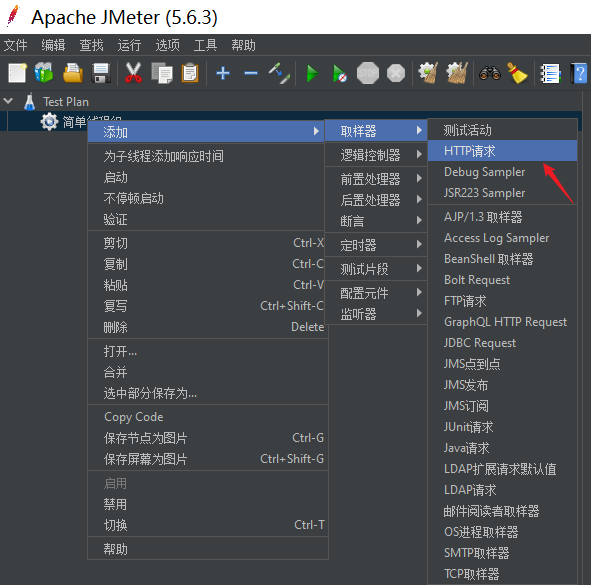 Apache JMeter (5.6.3)
文件 编辑 查找 运行 选项 工具 帮助
STOP
Test Plan
简单线程组
添加
为子线程添加响应时间
启动
不停顿启动
验证
剪切 Ctrl-X
复制 Ctrl-C
粘贴 Ctrl-V
复写 Ctrl+Shift-C
删除 Delete
打开...
合并
选中部分保存为...
Copy Code
保存节点为图片 Ctrl-G
保存屏幕为图片 Ctrl+Shift-G
启用
禁用
切换 Ctrl-T
帮助
取样器
逻辑控制器
前置处理器
后置处理器
断言
定时器
测试片段
配置元件
监听器
测试活动
HTTP请求
Debug Sampler
JSR223 Sampler
AJP/1.3 取样器
Access Log Sampler
BeanShell 取样器
Bolt Request
FTP请求
GraphQL HTTP Request
JDBC Request
JMS点到点
JMS发布
JMS订阅
JUnit请求
Java请求
LDAP扩展请求默认值
LDAP请求
邮件阅读者取样器
OS进程取样器
SMTP取样器
TCP取样器